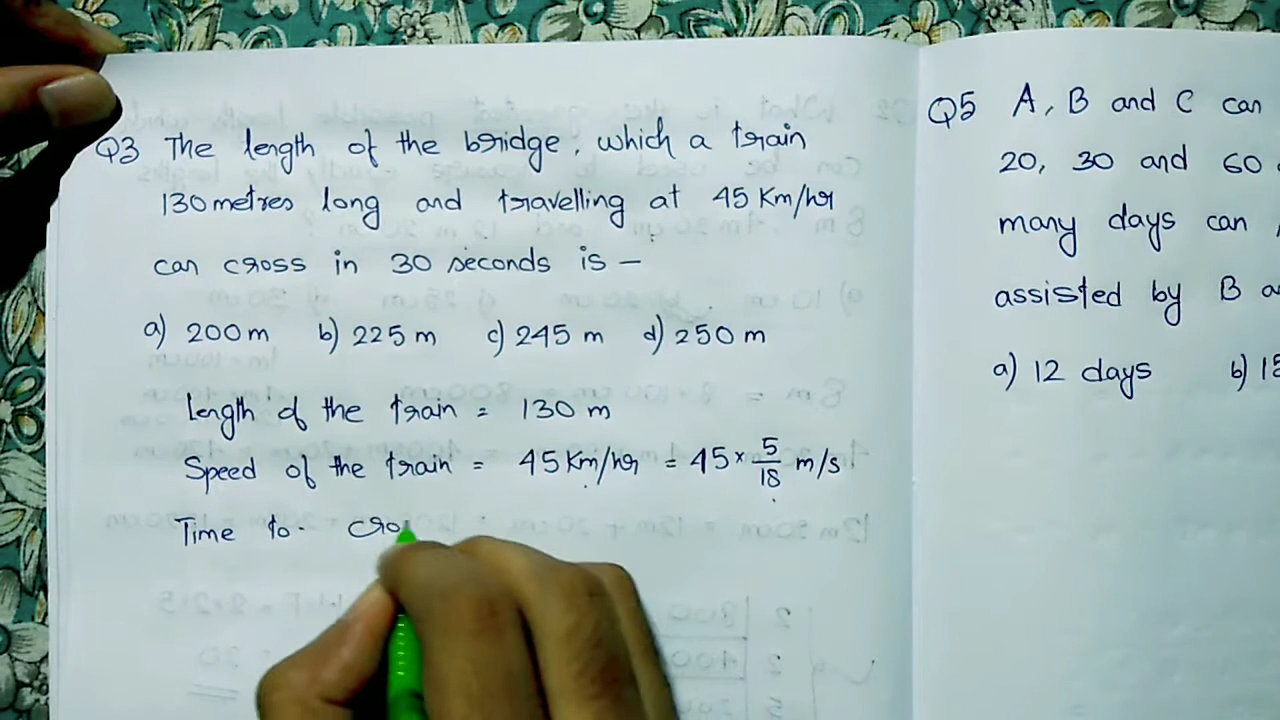 Q3 The length of the bridge, which a train
130 metres long and travelling at 45 Km/hr
can cross in 30 seconds is —
a) 200 m b) 225 m c) 245 m d) 250 m
Length of the train = 130 m
Speed of the train = 45 Km/hr = 45 × 5/18 m/s
Time to cro
Q5 A, B and C can
20, 30 and 60
many days can
assisted by B
a) 12 days b)